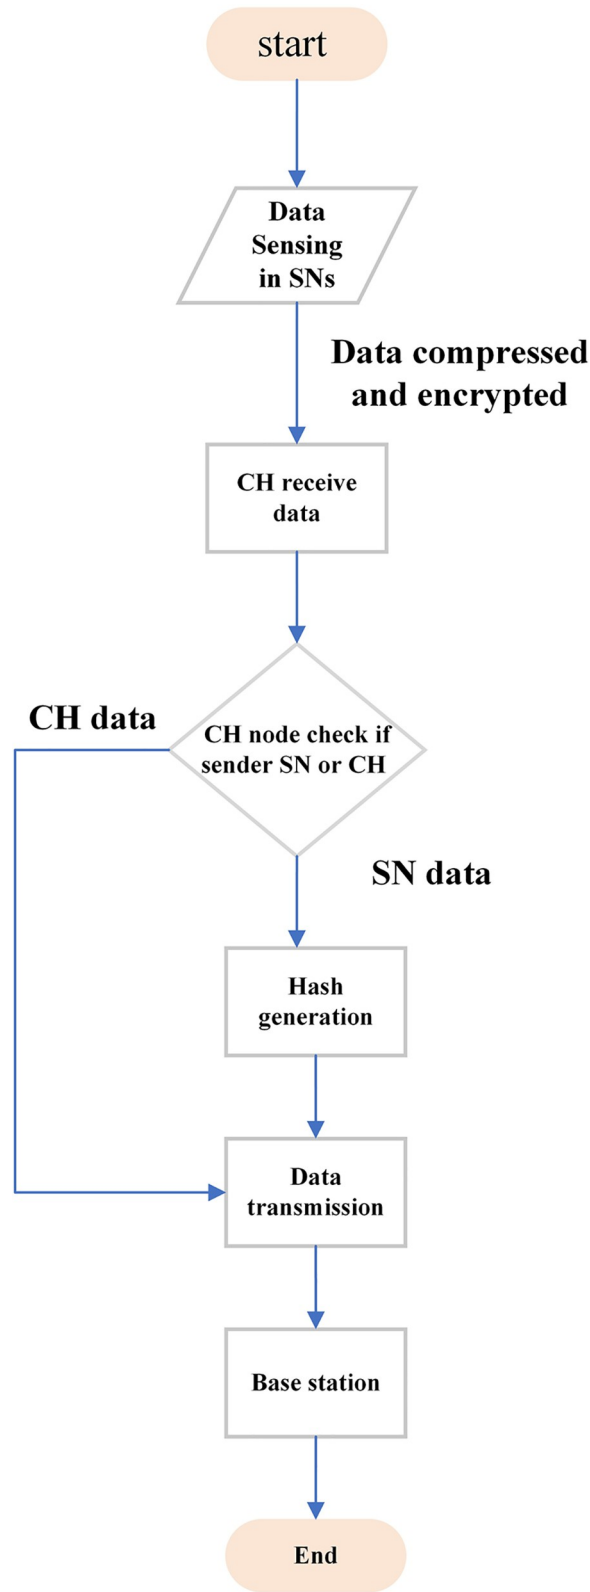 start
Data
Sensing
in SNs
Data compressed
and encrypted
CH receive
data
CH data
CH node check if
sender SN or CH
SN data
Hash
generation
Data
transmission
Base station
End